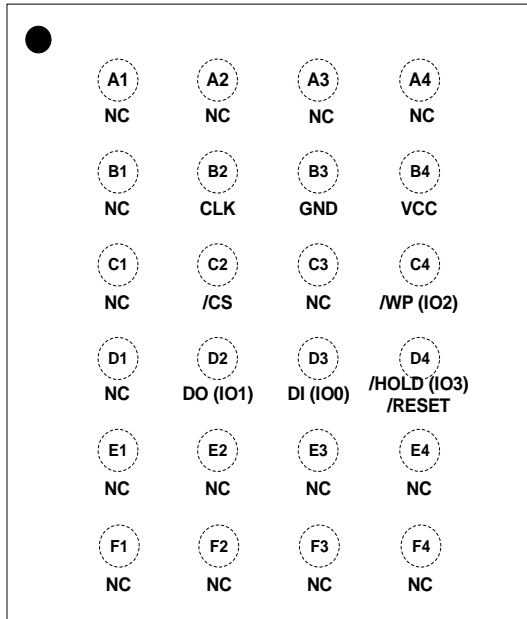 A1 A2 A3 A4
NC NC NC NC
B1 B2 B3 B4
NC CLK GND VCC
C1 C2 C3 C4
NC /CS NC /WP (IO2)
D1 D2 D3 D4
NC DO (IO1) DI (IO0) /HOLD (IO3)
/RESET
E1 E2 E3 E4
NC NC NC NC
F1 F2 F3 F4
NC NC NC NC